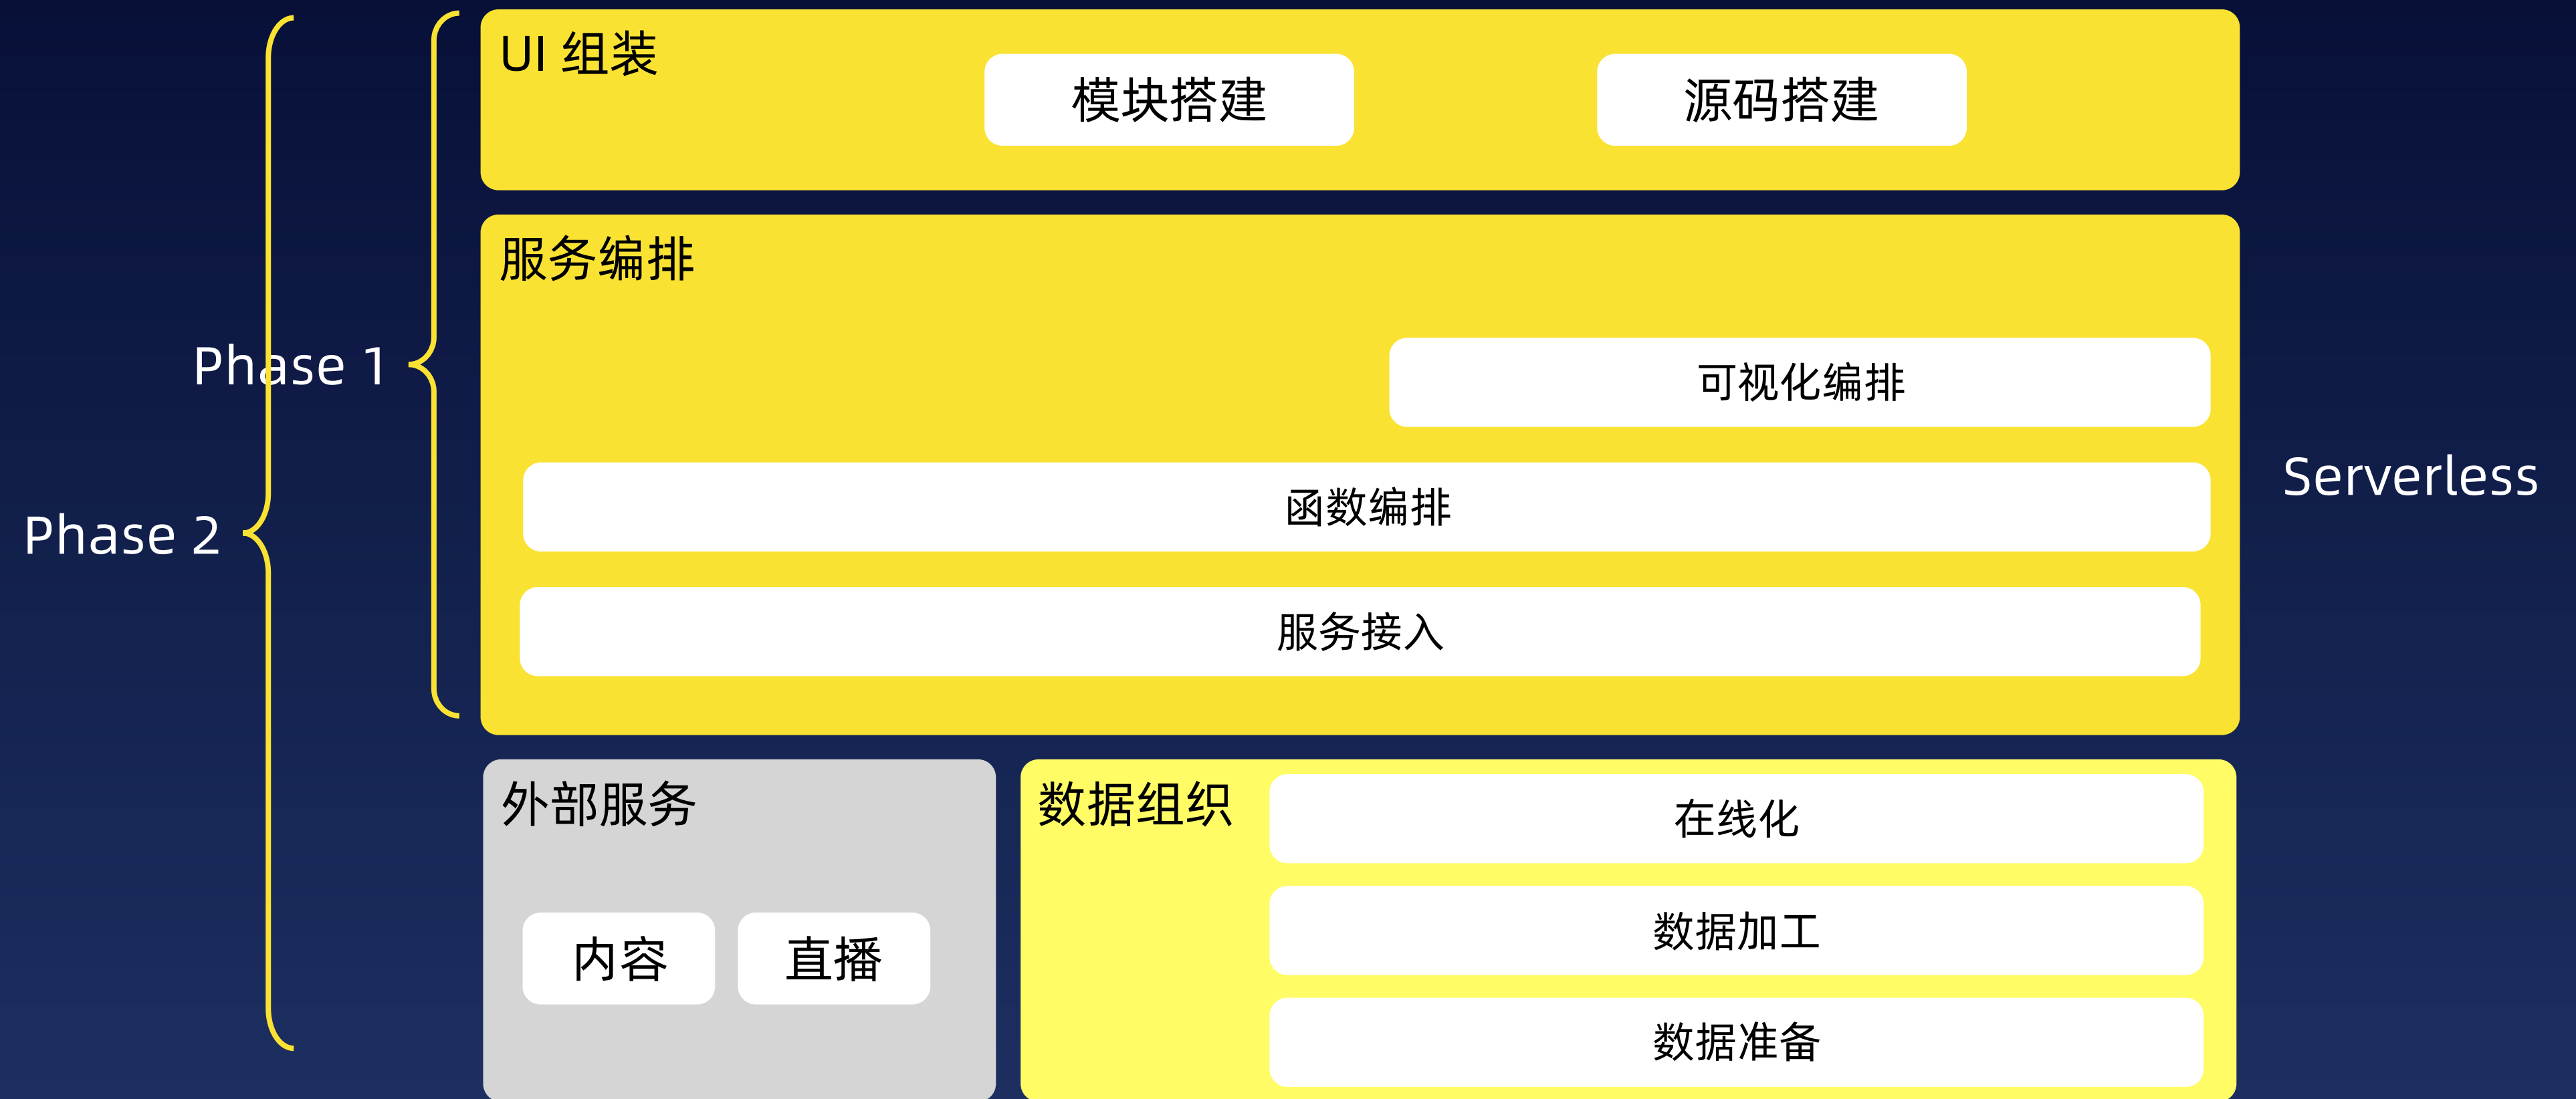 UI 组装
模块搭建
源码搭建
服务编排
Phase 1
可视化编排
Serverless
函数编排
Phase 2
服务接入
外部服务
数据组织
在线化
数据加工
内容
直播
数据准备